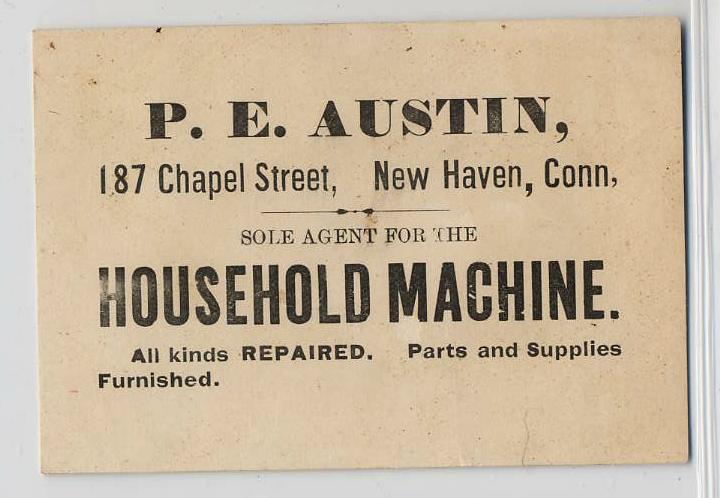 P. E. AUSTIN,
187 Chapel Street, New Haven, Conn,
SOLE AGENT FOR THE
HOUSEHOLD MACHINE.
All kinds REPAIRED. Parts and Supplies
Furnished.